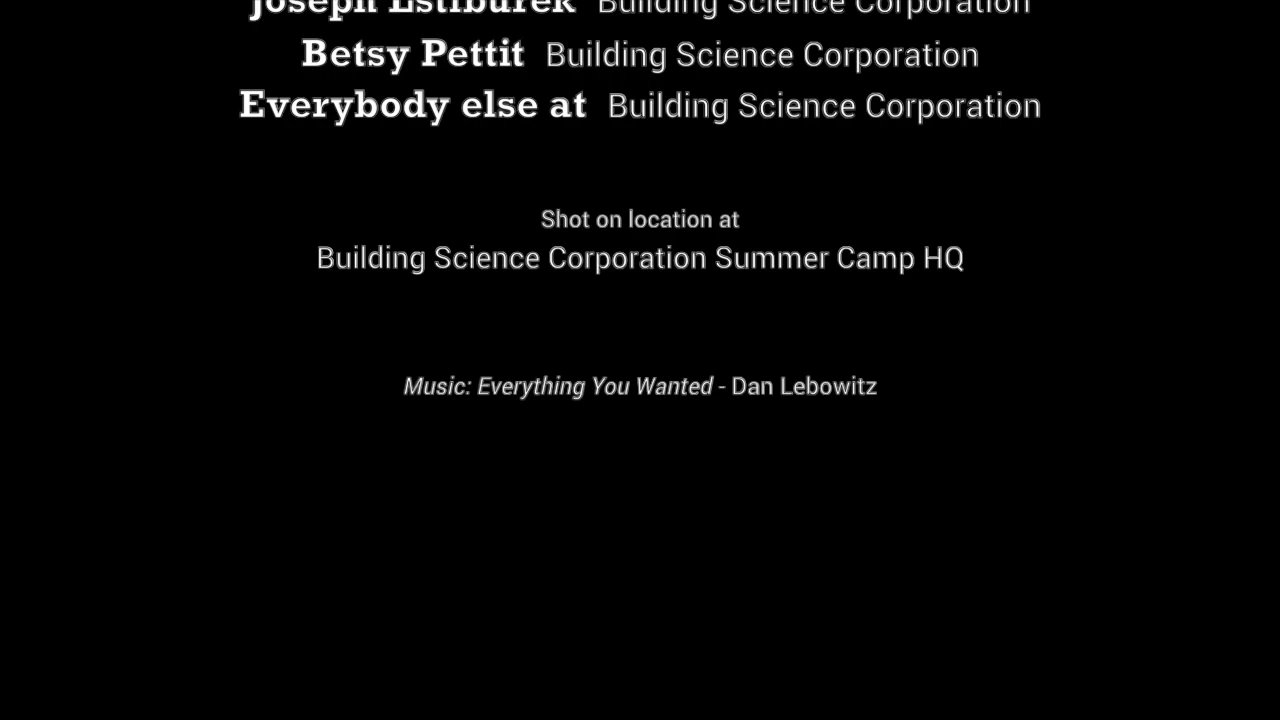 Joseph Lstiburek Building Science Corporation
Betsy Pettit Building Science Corporation
Everybody else at Building Science Corporation
Shot on location at
Building Science Corporation Summer Camp HQ
Music: Everything You Wanted - Dan Lebowitz